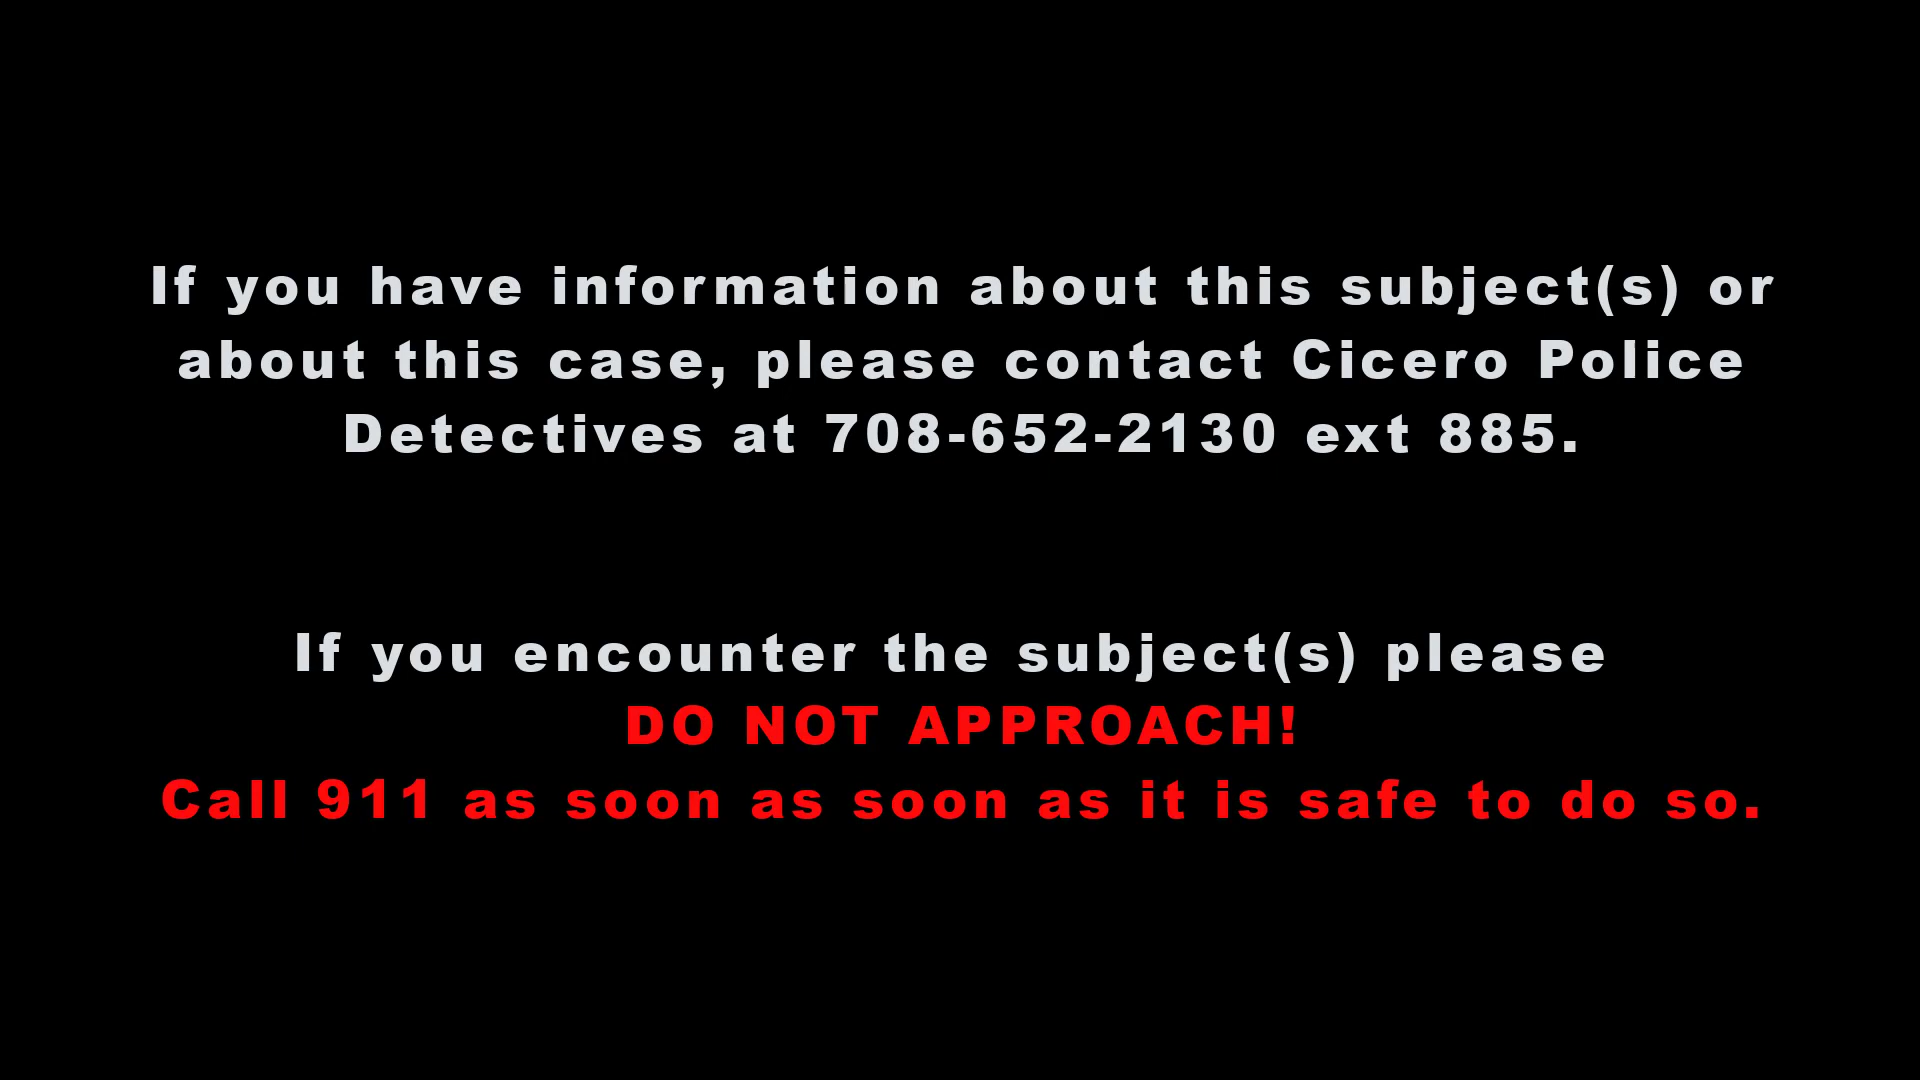 If you have information about this subject(s) or
about this case, please contact Cicero Police
Detectives at 708-652-2130 ext 885.
If you encounter the subject(s) please
DO NOT APPROACH!
Call 911 as soon as it is safe to do so.